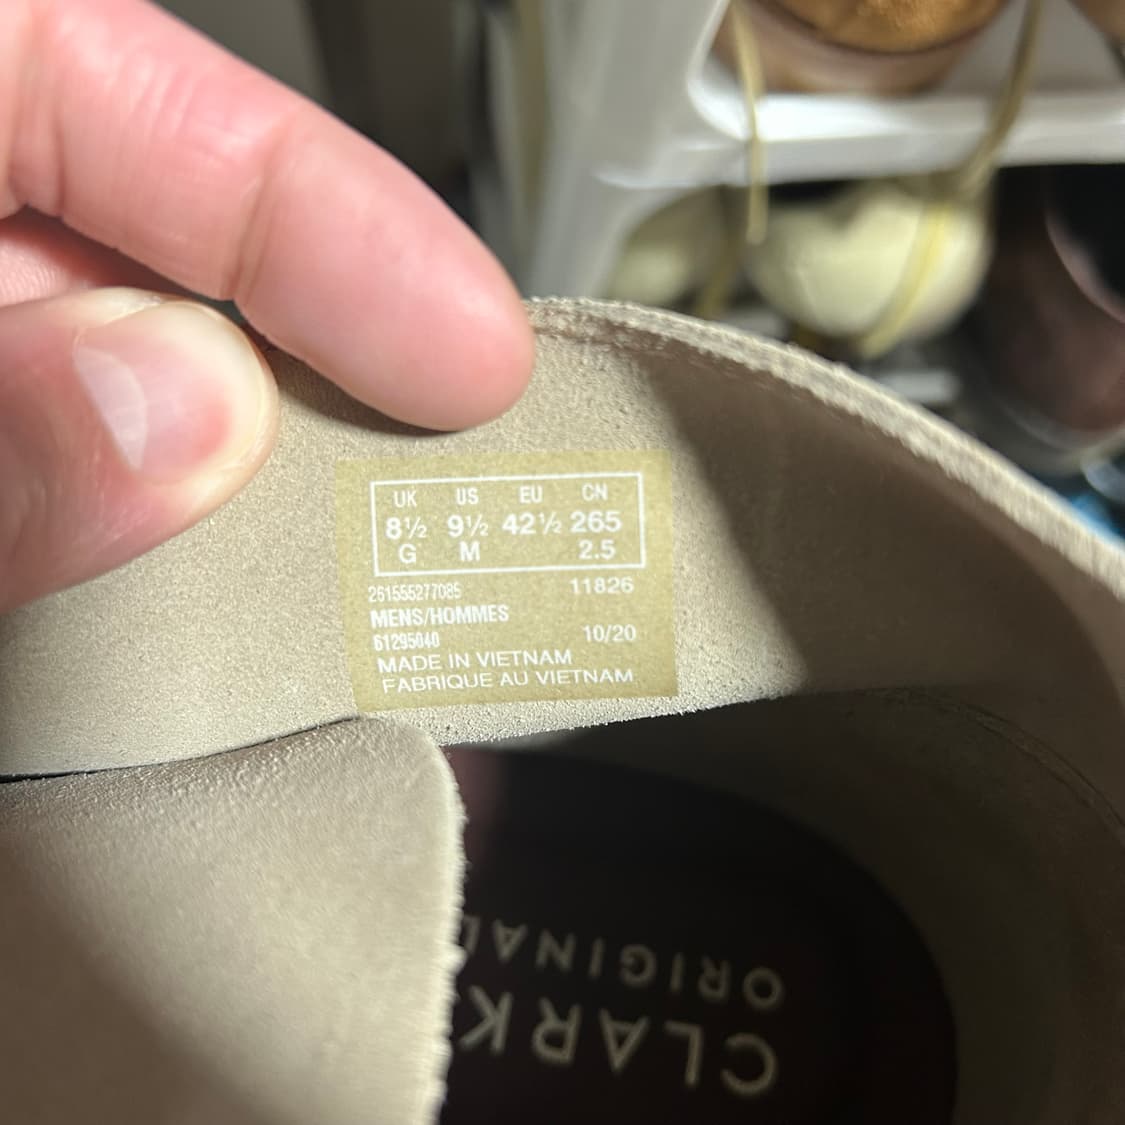 UK US EU CN
8½ 9½ 42½ 265
G M 2.5
261555277085 11826
MENS/HOMMES
61295040 10/20
MADE IN VIETNAM
FABRIQUE AU VIETNAM
CLARK
ORIGINAL